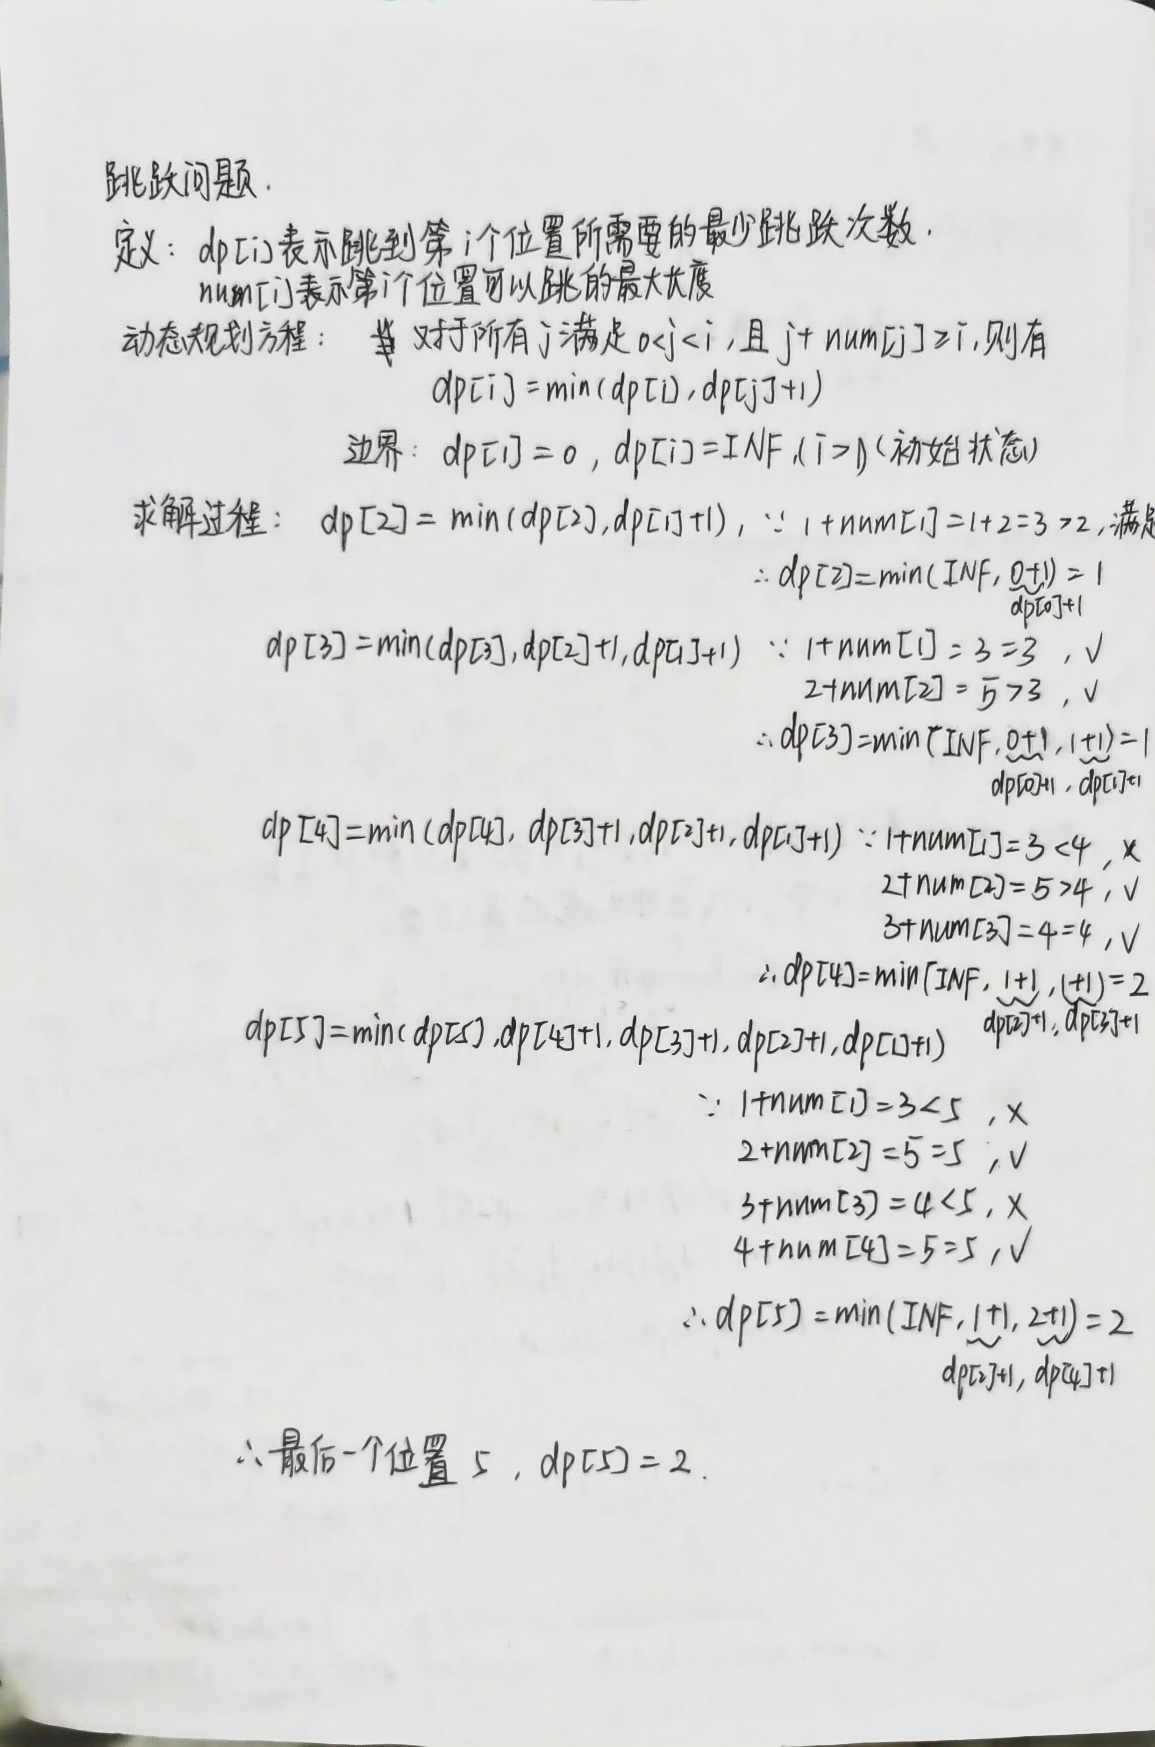 跳跃问题.
定义: dp[i]表示跳到第i个位置所需要的最少跳跃次数.
num[i]表示第i个位置可以跳的最大长度
动态规划方程: 对于所有j满足0<j<i,且j+num[j]≥i,则有
dp[i]=min(dp[i],dp[j]+1)
边界: dp[1]=0, dp[i]=INF,(i>1)(初始状态)
求解过程: dp[2]=min(dp[2],dp[1]+1), ∵ 1+num[1]=1+2=3>2,满足
∴dp[2]=min(INF,0+1)=1
dp[0]+1
dp[3]=min(dp[3],dp[2]+1,dp[1]+1) ∵ 1+num[1]=3=3,√
2+num[2]=5>3,√
∴dp[3]=min(INF,0+1,1+1)=1
dp[0]+1,dp[1]+1
dp[4]=min(dp[4],dp[3]+1,dp[2]+1,dp[1]+1) ∵1+num[1]=3<4,×
2+num[2]=5>4,√
3+num[3]=4=4,√
∴dp[4]=min(INF,1+1,1+1)=2
dp[2]+1,dp[3]+1
dp[5]=min(dp[5],dp[4]+1,dp[3]+1,dp[2]+1,dp[1]+1)
∵ 1+num[1]=3<5,×
2+num[2]=5=5,√
3+num[3]=4<5,×
4+num[4]=5=5,√
∴dp[5]=min(INF,1+1,2+1)=2
dp[2]+1,dp[4]+1
∴最后一个位置5,dp[5]=2.